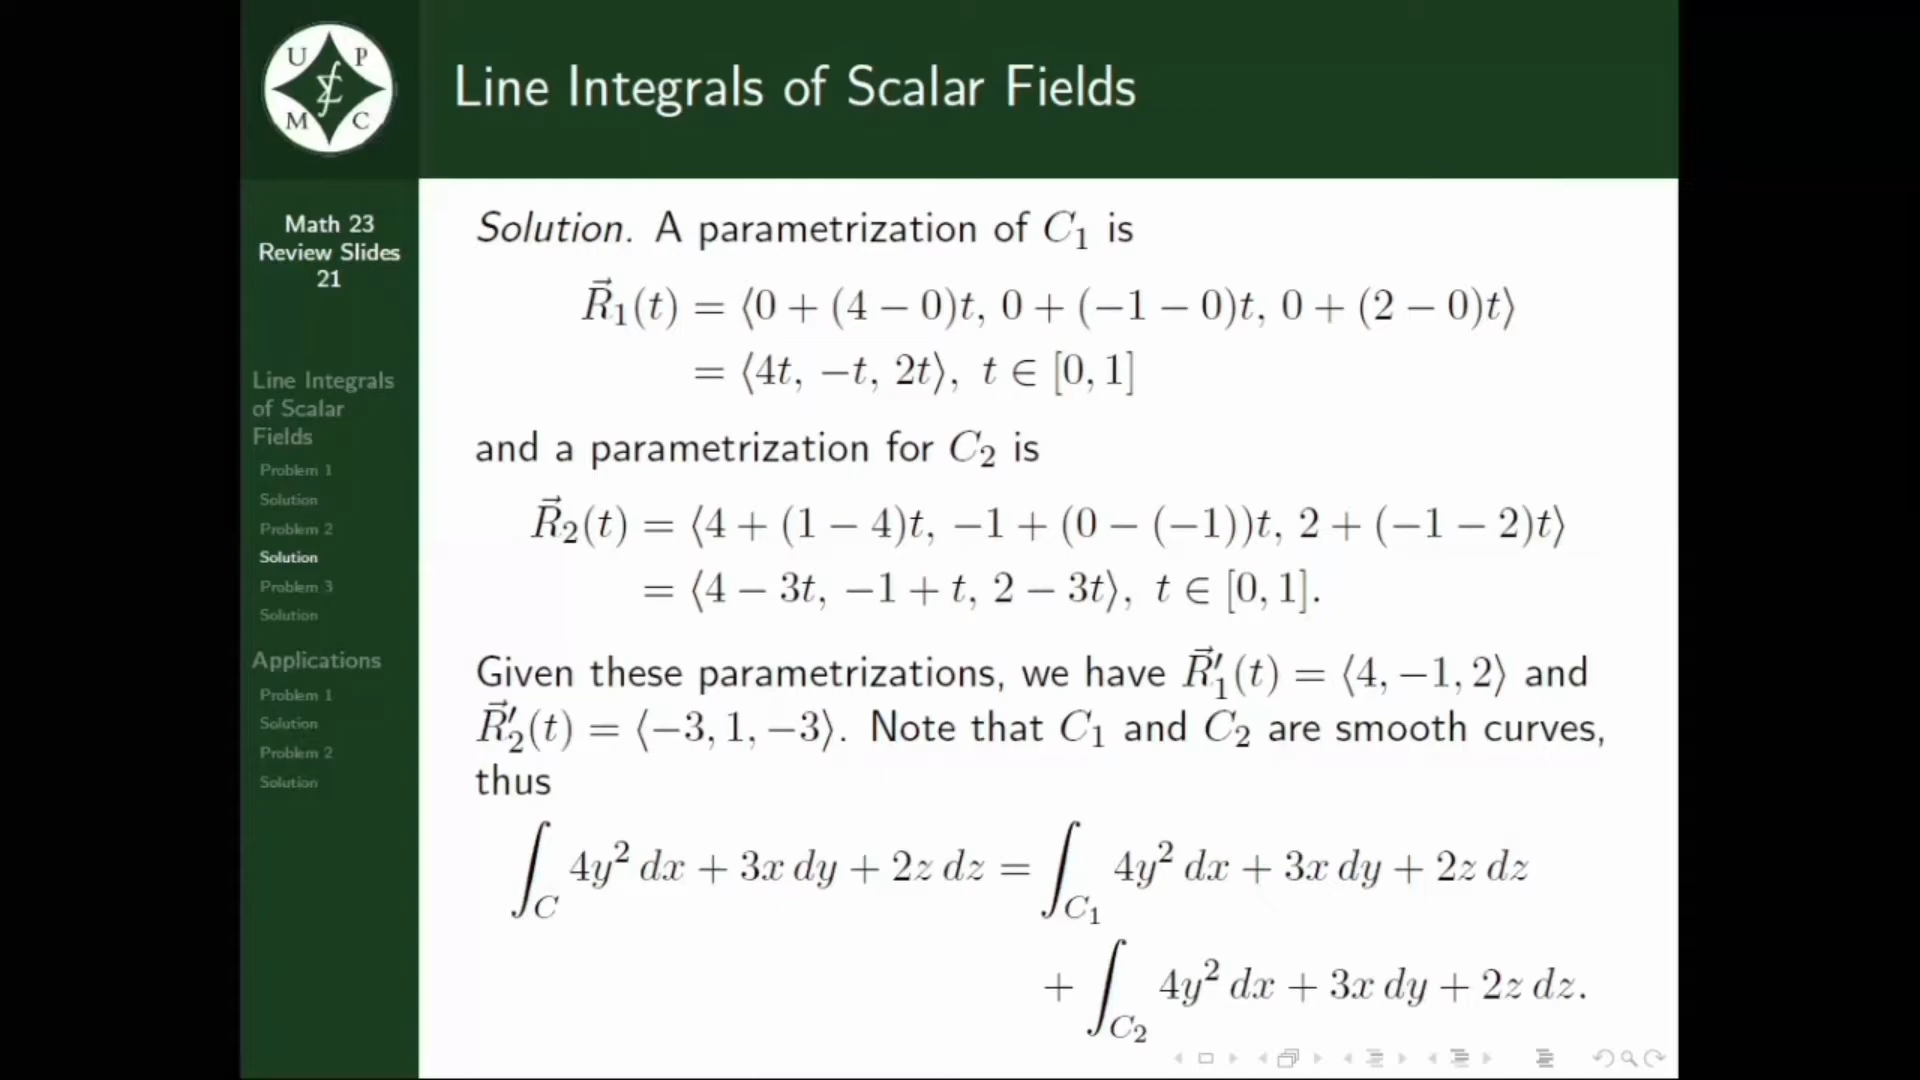 U P
M C
Line Integrals of Scalar Fields
Math 23
Review Slides
21
Line Integrals
of Scalar
Fields
Problem 1
Solution
Problem 2
Solution
Problem 3
Solution
Applications
Problem 1
Solution
Problem 2
Solution
Solution. A parametrization of C₁ is
R⃗₁(t) = ⟨0 + (4 − 0)t, 0 + (−1 − 0)t, 0 + (2 − 0)t⟩
= ⟨4t, −t, 2t⟩, t ∈ [0, 1]
and a parametrization for C₂ is
R⃗₂(t) = ⟨4 + (1 − 4)t, −1 + (0 − (−1))t, 2 + (−1 − 2)t⟩
= ⟨4 − 3t, −1 + t, 2 − 3t⟩, t ∈ [0, 1].
Given these parametrizations, we have R⃗′₁(t) = ⟨4, −1, 2⟩ and
R⃗′₂(t) = ⟨−3, 1, −3⟩. Note that C₁ and C₂ are smooth curves,
thus
∫_C 4y² dx + 3x dy + 2z dz = ∫_C₁ 4y² dx + 3x dy + 2z dz
+ ∫_C₂ 4y² dx + 3x dy + 2z dz.